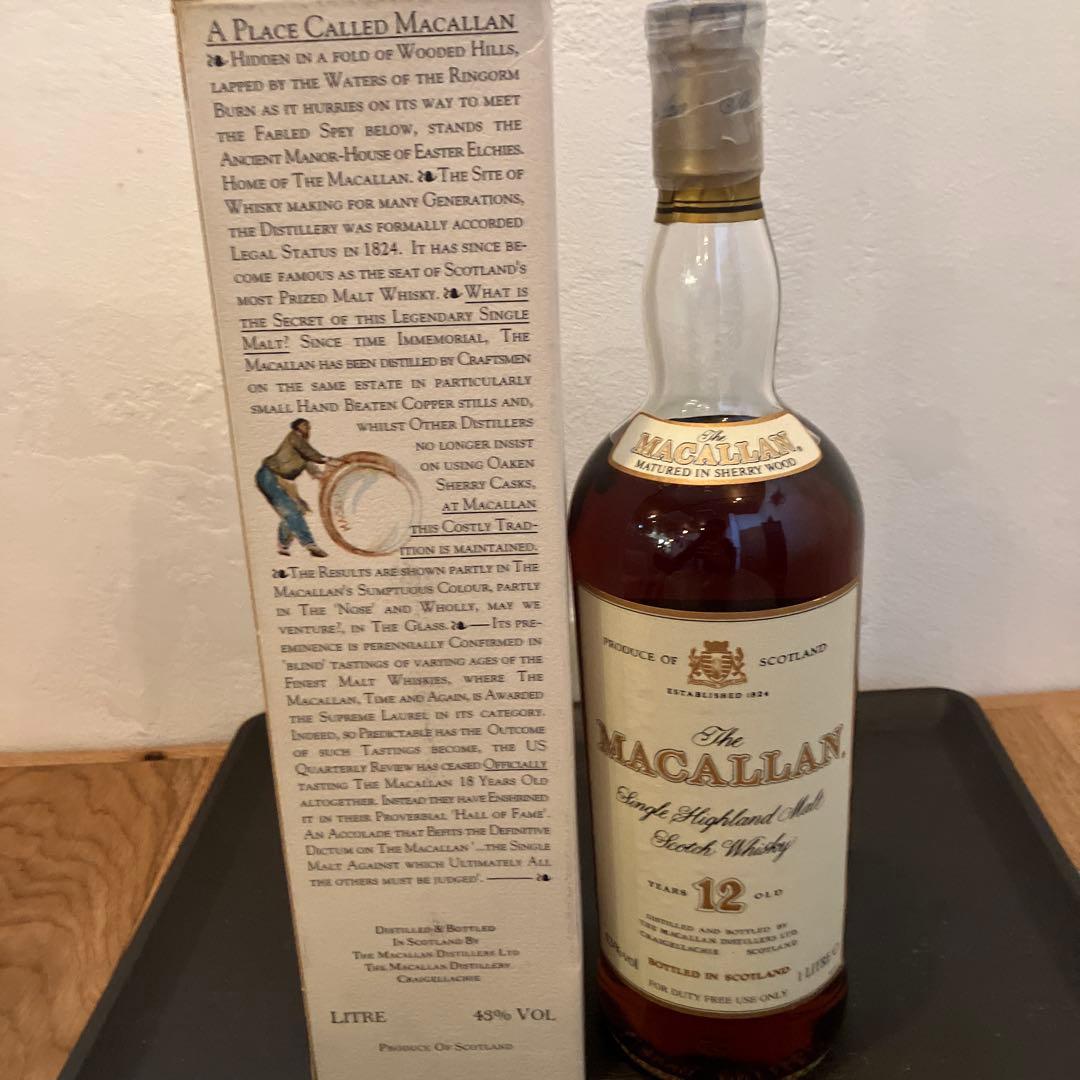 A Place Called Macallan
Hidden in a fold of Wooded Hills,
lapped by the Waters of the Ringorm
Burn as it hurries on its way to meet
the Fabled Spey below, stands the
Ancient Manor-House of Easter Elchies.
Home of The Macallan. The Site of
Whisky making for many Generations,
the Distillery was formally accorded
Legal Status in 1824. It has since be-
come famous as the seat of Scotland's
most Prized Malt Whisky. What is
the Secret of this Legendary Single
Malt? Since time Immemorial, The
Macallan has been distilled by Craftsmen
on the same estate in particularly
small Hand Beaten Copper stills and,
whilst Other Distillers
no longer insist
on using Oaken
Sherry Casks,
at Macallan
this Costly Trad-
ition is maintained.
The Results are shown partly in The
Macallan's Sumptuous Colour, partly
in The 'Nose' and Wholly, may we
venture?, in The Glass. — Its pre-
eminence is perennially Confirmed in
'blind' tastings of varying ages of the
Finest Malt Whiskies, where The
Macallan, Time and Again, is Awarded
the Supreme Laurel in its category.
Indeed, so Predictable has the Outcome
of such Tastings become, the US
Quarterly Review has ceased Officially
tasting The Macallan 18 Years Old
altogether. Instead they have Enshrined
it in their Proverbial 'Hall of Fame'.
An Accolade that Befits the Definitive
Dictum on The Macallan '...the Single
Malt Against which Ultimately All
the others must be judged'. —
Distilled & Bottled
In Scotland By
The Macallan Distillers Ltd
The Macallan Distillery
Craigellachie
LITRE 43% VOL
Produce Of Scotland
The
MACALLAN®
MATURED IN SHERRY WOOD
PRODUCE OF SCOTLAND
ESTABLISHED 1824
The
MACALLAN®
Single Highland Malt
Scotch Whisky
YEARS 12 OLD
DISTILLED AND BOTTLED BY
THE MACALLAN DISTILLERS LTD.
CRAIGELLACHIE · SCOTLAND
43% vol BOTTLED IN SCOTLAND 1 LITRE
FOR DUTY FREE USE ONLY